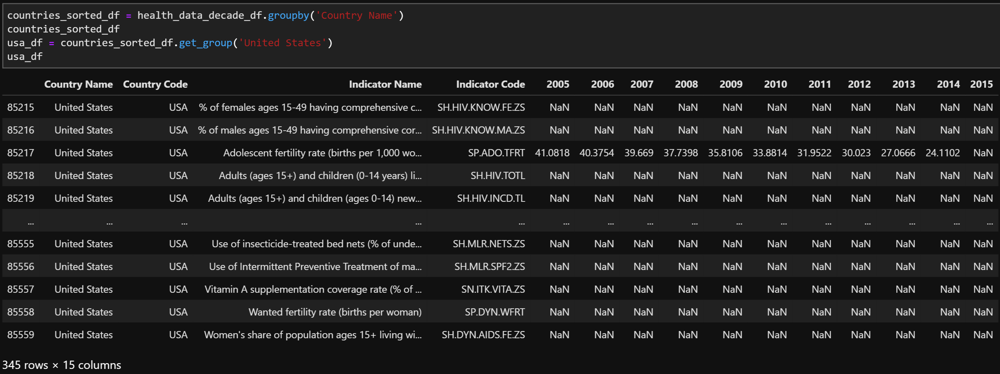 countries_sorted_df = health_data_decade_df.groupby('Country Name')
countries_sorted_df
usa_df = countries_sorted_df.get_group('United States')
usa_df
Country Name Country Code Indicator Name Indicator Code 2005 2006 2007 2008 2009 2010 2011 2012 2013 2014 2015
85215 United States USA % of females ages 15-49 having comprehensive c... SH.HIV.KNOW.FE.ZS NaN NaN NaN NaN NaN NaN NaN NaN NaN NaN NaN
85216 United States USA % of males ages 15-49 having comprehensive cor... SH.HIV.KNOW.MA.ZS NaN NaN NaN NaN NaN NaN NaN NaN NaN NaN NaN
85217 United States USA Adolescent fertility rate (births per 1,000 wo... SP.ADO.TFRT 41.0818 40.3754 39.669 37.7398 35.8106 33.8814 31.9522 30.023 27.0666 24.1102 NaN
85218 United States USA Adults (ages 15+) and children (0-14 years) li... SH.HIV.TOTL NaN NaN NaN NaN NaN NaN NaN NaN NaN NaN NaN
85219 United States USA Adults (ages 15+) and children (ages 0-14) new... SH.HIV.INCD.TL NaN NaN NaN NaN NaN NaN NaN NaN NaN NaN NaN
... ... ... ... ... ... ... ... ... ... ... ... ... ... ... ...
85555 United States USA Use of insecticide-treated bed nets (% of unde... SH.MLR.NETS.ZS NaN NaN NaN NaN NaN NaN NaN NaN NaN NaN NaN
85556 United States USA Use of Intermittent Preventive Treatment of ma... SH.MLR.SPF2.ZS NaN NaN NaN NaN NaN NaN NaN NaN NaN NaN NaN
85557 United States USA Vitamin A supplementation coverage rate (% of ... SN.ITK.VITA.ZS NaN NaN NaN NaN NaN NaN NaN NaN NaN NaN NaN
85558 United States USA Wanted fertility rate (births per woman) SP.DYN.WFRT NaN NaN NaN NaN NaN NaN NaN NaN NaN NaN NaN
85559 United States USA Women's share of population ages 15+ living wi... SH.DYN.AIDS.FE.ZS NaN NaN NaN NaN NaN NaN NaN NaN NaN NaN NaN
345 rows × 15 columns